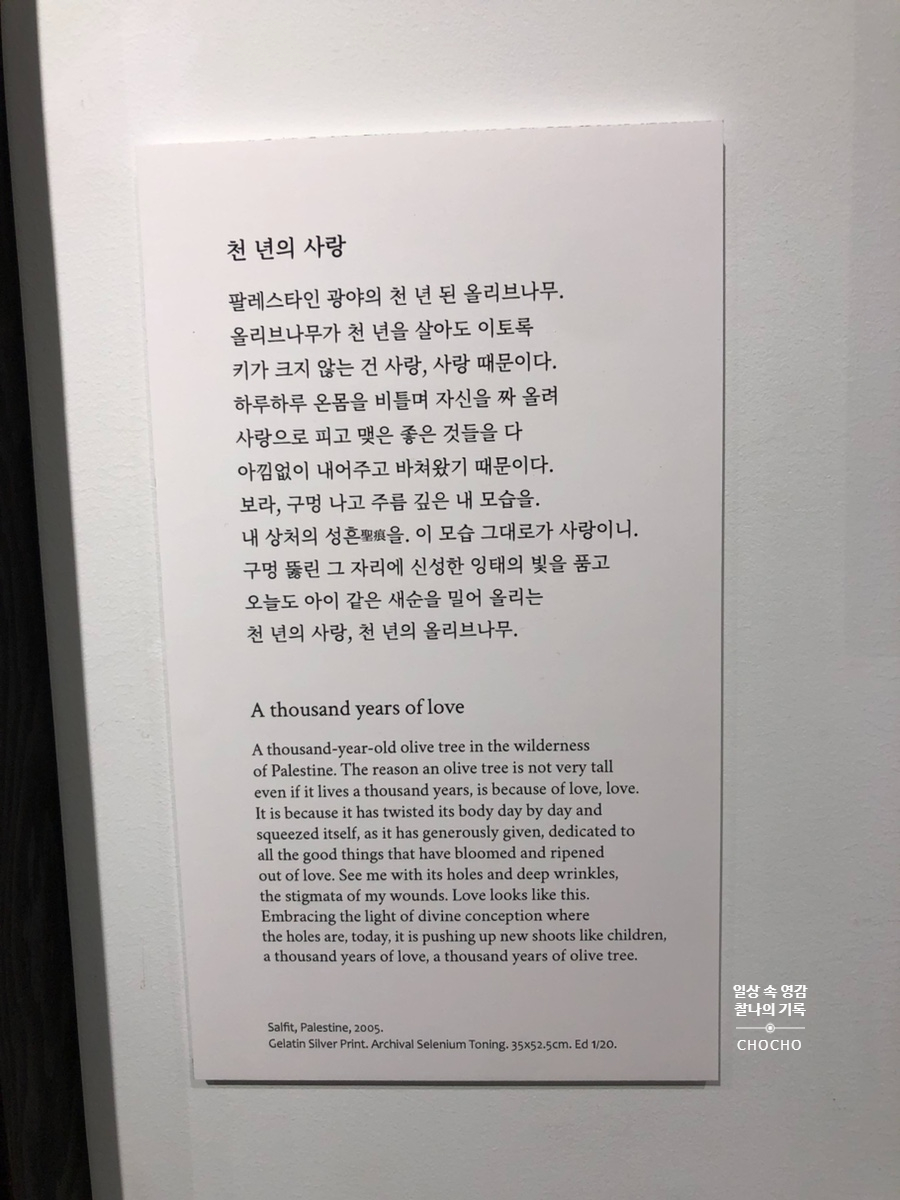 천 년의 사랑
팔레스타인 광야의 천 년 된 올리브나무.
올리브나무가 천 년을 살아도 이토록
키가 크지 않는 건 사랑, 사랑 때문이다.
하루하루 온몸을 비틀며 자신을 짜 올려
사랑으로 피고 맺은 좋은 것들을 다
아낌없이 내어주고 바쳐왔기 때문이다.
보라, 구멍 나고 주름 깊은 내 모습을.
내 상처의 성흔聖痕을. 이 모습 그대로가 사랑이니.
구멍 뚫린 그 자리에 신성한 잉태의 빛을 품고
오늘도 아이 같은 새순을 밀어 올리는
천 년의 사랑, 천 년의 올리브나무.
A thousand years of love
A thousand-year-old olive tree in the wilderness
of Palestine. The reason an olive tree is not very tall
even if it lives a thousand years, is because of love, love.
It is because it has twisted its body day by day and
squeezed itself, as it has generously given, dedicated to
all the good things that have bloomed and ripened
out of love. See me with its holes and deep wrinkles,
the stigmata of my wounds. Love looks like this.
Embracing the light of divine conception where
the holes are, today, it is pushing up new shoots like children,
a thousand years of love, a thousand years of olive tree.
Salfit, Palestine, 2005.
Gelatin Silver Print. Archival Selenium Toning. 35x52.5cm. Ed 1/20.
일상 속 영감
찰나의 기록
CHOCHO